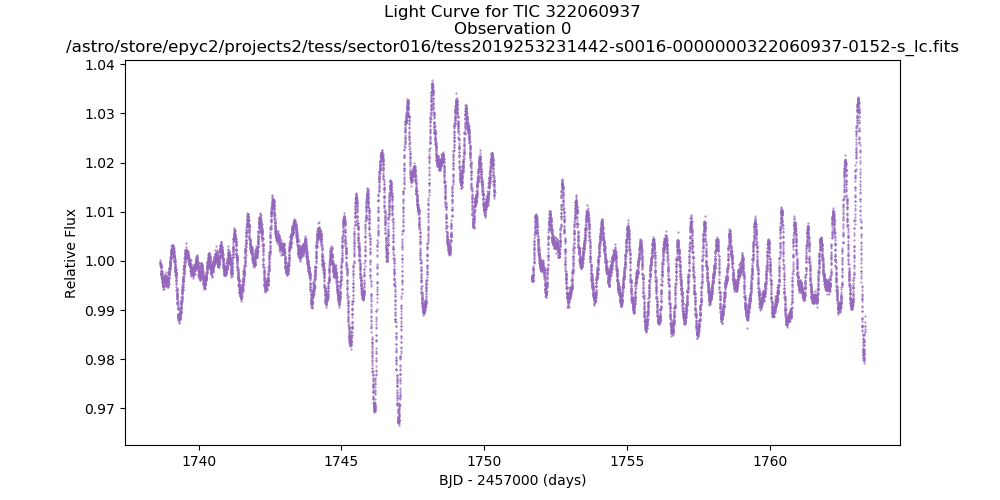 Light Curve for TIC 322060937
Observation 0
/astro/store/epyc2/projects2/tess/sector016/tess2019253231442-s0016-0000000322060937-0152-s_lc.fits
1.04
1.03
1.02
1.01
1.00
0.99
0.98
0.97
Relative Flux
1740
1745
1750
1755
1760
BJD - 2457000 (days)